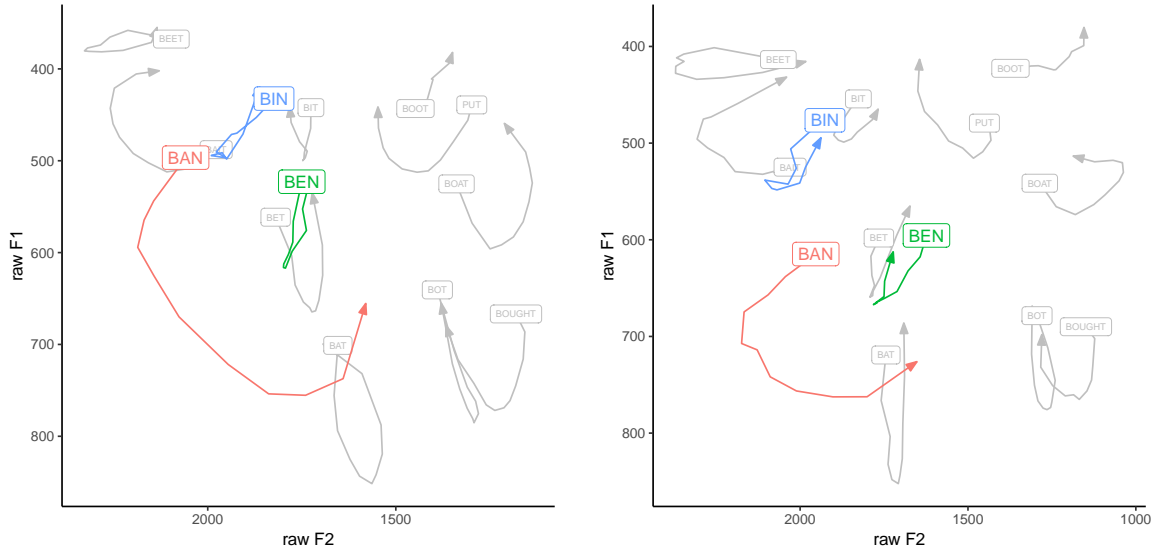 BEET
400
BIN
BIT
BOOT
PUT
BAIT
BAN
500
BEN
BOAT
BET
600
BOT
BOUGHT
700
BAT
800
2000
1500
raw F2
raw F1
400
BEET
BOOT
BIT
BIN
PUT
500
BAIT
BOAT
600
BET
BEN
BAN
700
BOT
BOUGHT
BAT
800
2000
1500
1000
raw F2
raw F1